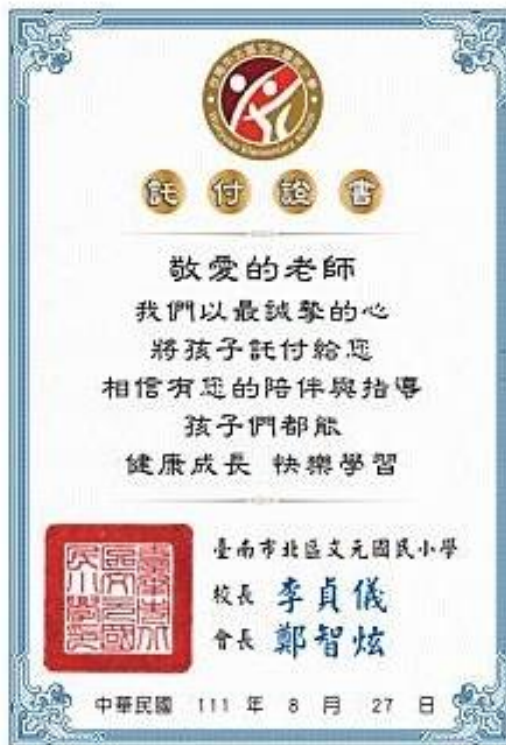 託付證書
敬愛的老師
我們以最誠摯的心
將孩子託付給您
相信有您的陪伴與指導
孩子們都能
健康成長 快樂學習
臺南市北區文元國民小學
校長 李貞儀
會長 鄭智炫
中華民國 111 年 8 月 27 日